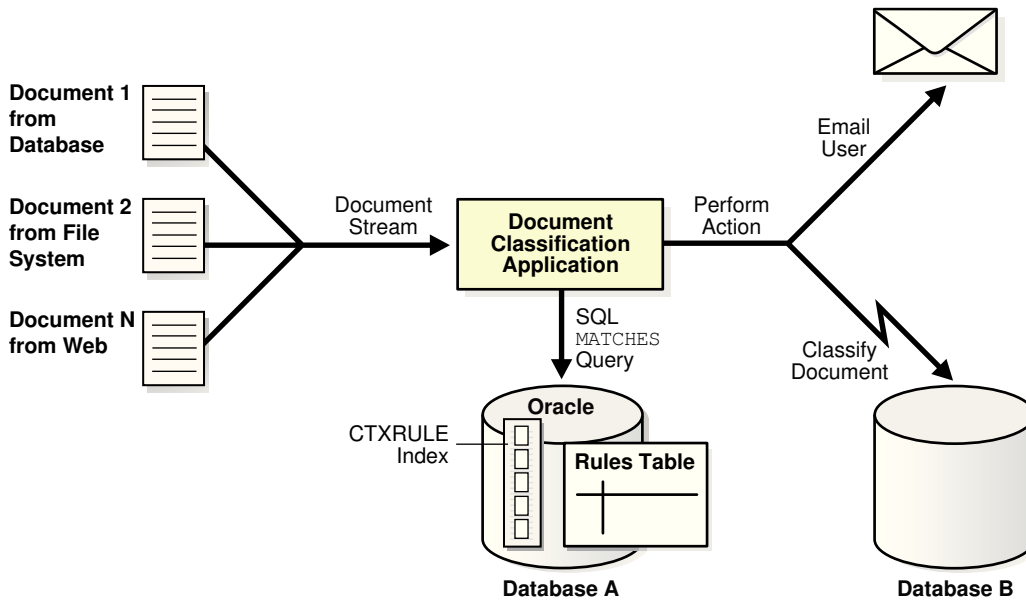 Document 1
from
Database
Document 2
from File
System
Document N
from Web
Document
Stream
Document
Classification
Application
Perform
Action
Email
User
Classify
Document
SQL
MATCHES
Query
Oracle
CTXRULE
Index
Rules Table
Database A
Database B